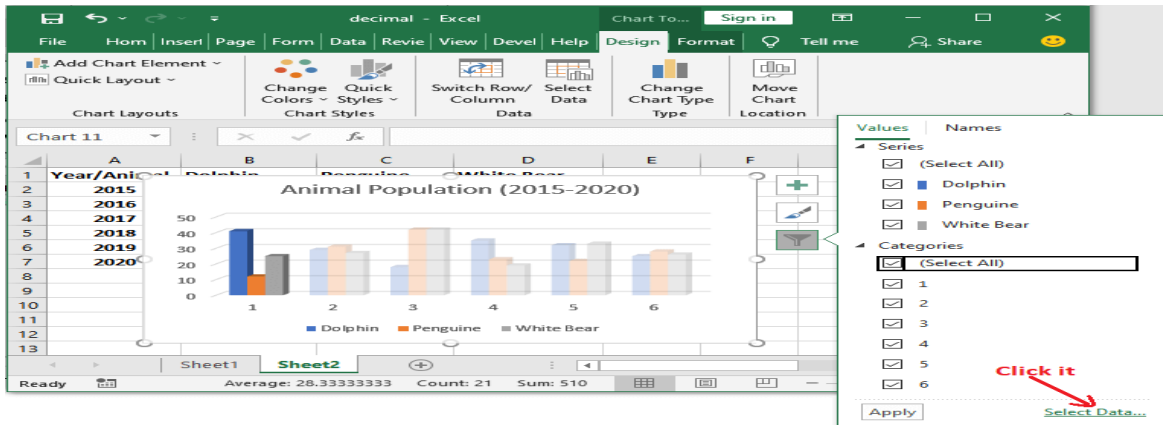 decimal - Excel
Chart To...
Sign in
File Hom Insert Page Form Data Revie View Devel Help Design Format Tell me Share
Add Chart Element
Quick Layout
Chart Layouts
Change Colors
Quick Styles
Chart Styles
Switch Row/ Column
Select Data
Data
Change Chart Type
Type
Move Chart
Location
Chart 11
fx
A B C D E F
1 Year/Animal Dolphin Penguine White Bear
2 2015
3 2016
4 2017
5 2018
6 2019
7 2020
8
9
10
11
12
13
Animal Population (2015-2020)
50
40
30
20
10
0
1 2 3 4 5 6
Dolphin Penguine White Bear
Sheet1 Sheet2
Ready Average: 28.33333333 Count: 21 Sum: 510
Values Names
Series
(Select All)
Dolphin
Penguine
White Bear
Categories
(Select All)
1
2
3
4
5
6
Click it
Apply Select Data...